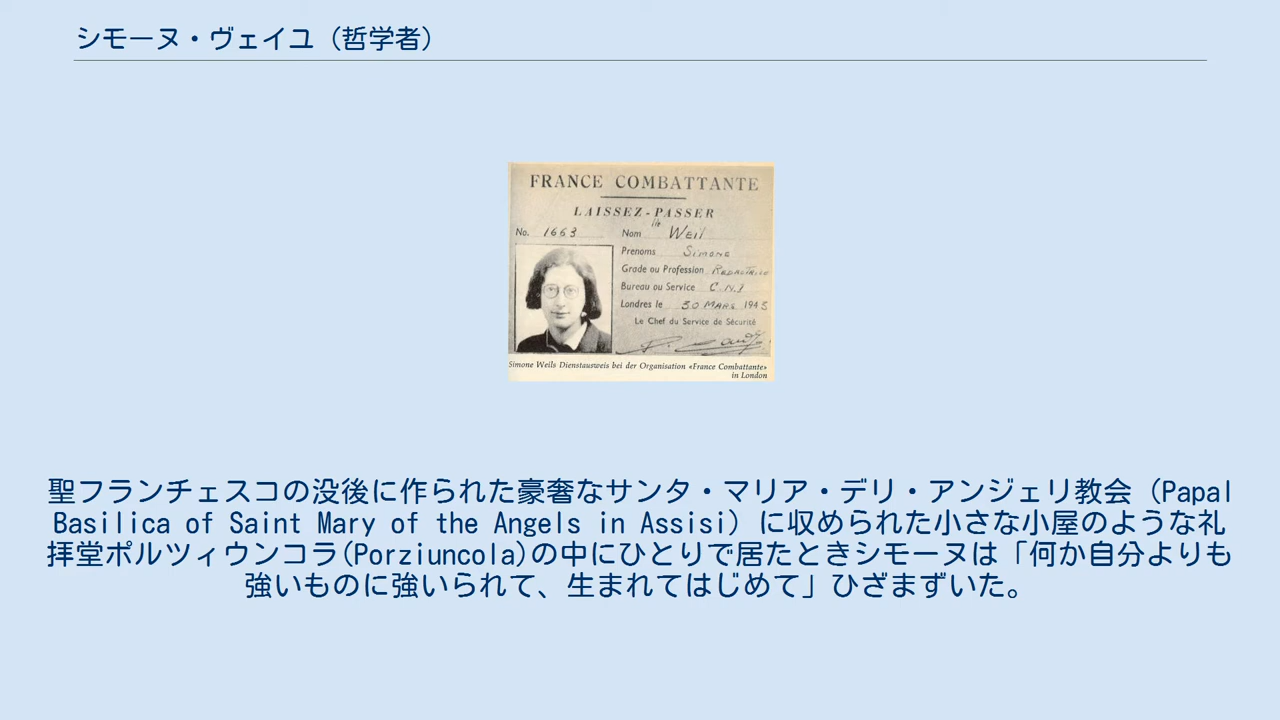 シモーヌ・ヴェイユ（哲学者）
FRANCE COMBATTANTE
LAISSEZ-PASSER
No. 1663
Nom Weil
Prenoms Simone
Grade ou Profession
Bureau ou Service
Londres le 30 Mars 1943
Le Chef du Service de Sécurité
Simone Weils Dienstausweis bei der Organisation «France Combattante»
in London
聖フランチェスコの没後に作られた豪奢なサンタ・マリア・デリ・アンジェリ教会（Papal
Basilica of Saint Mary of the Angels in Assisi）に収められた小さな小屋のような礼
拝堂ポルツィウンコラ(Porziuncola)の中にひとりで居たときシモーヌは「何か自分よりも
強いものに強いられて、生まれてはじめて」ひざまずいた。